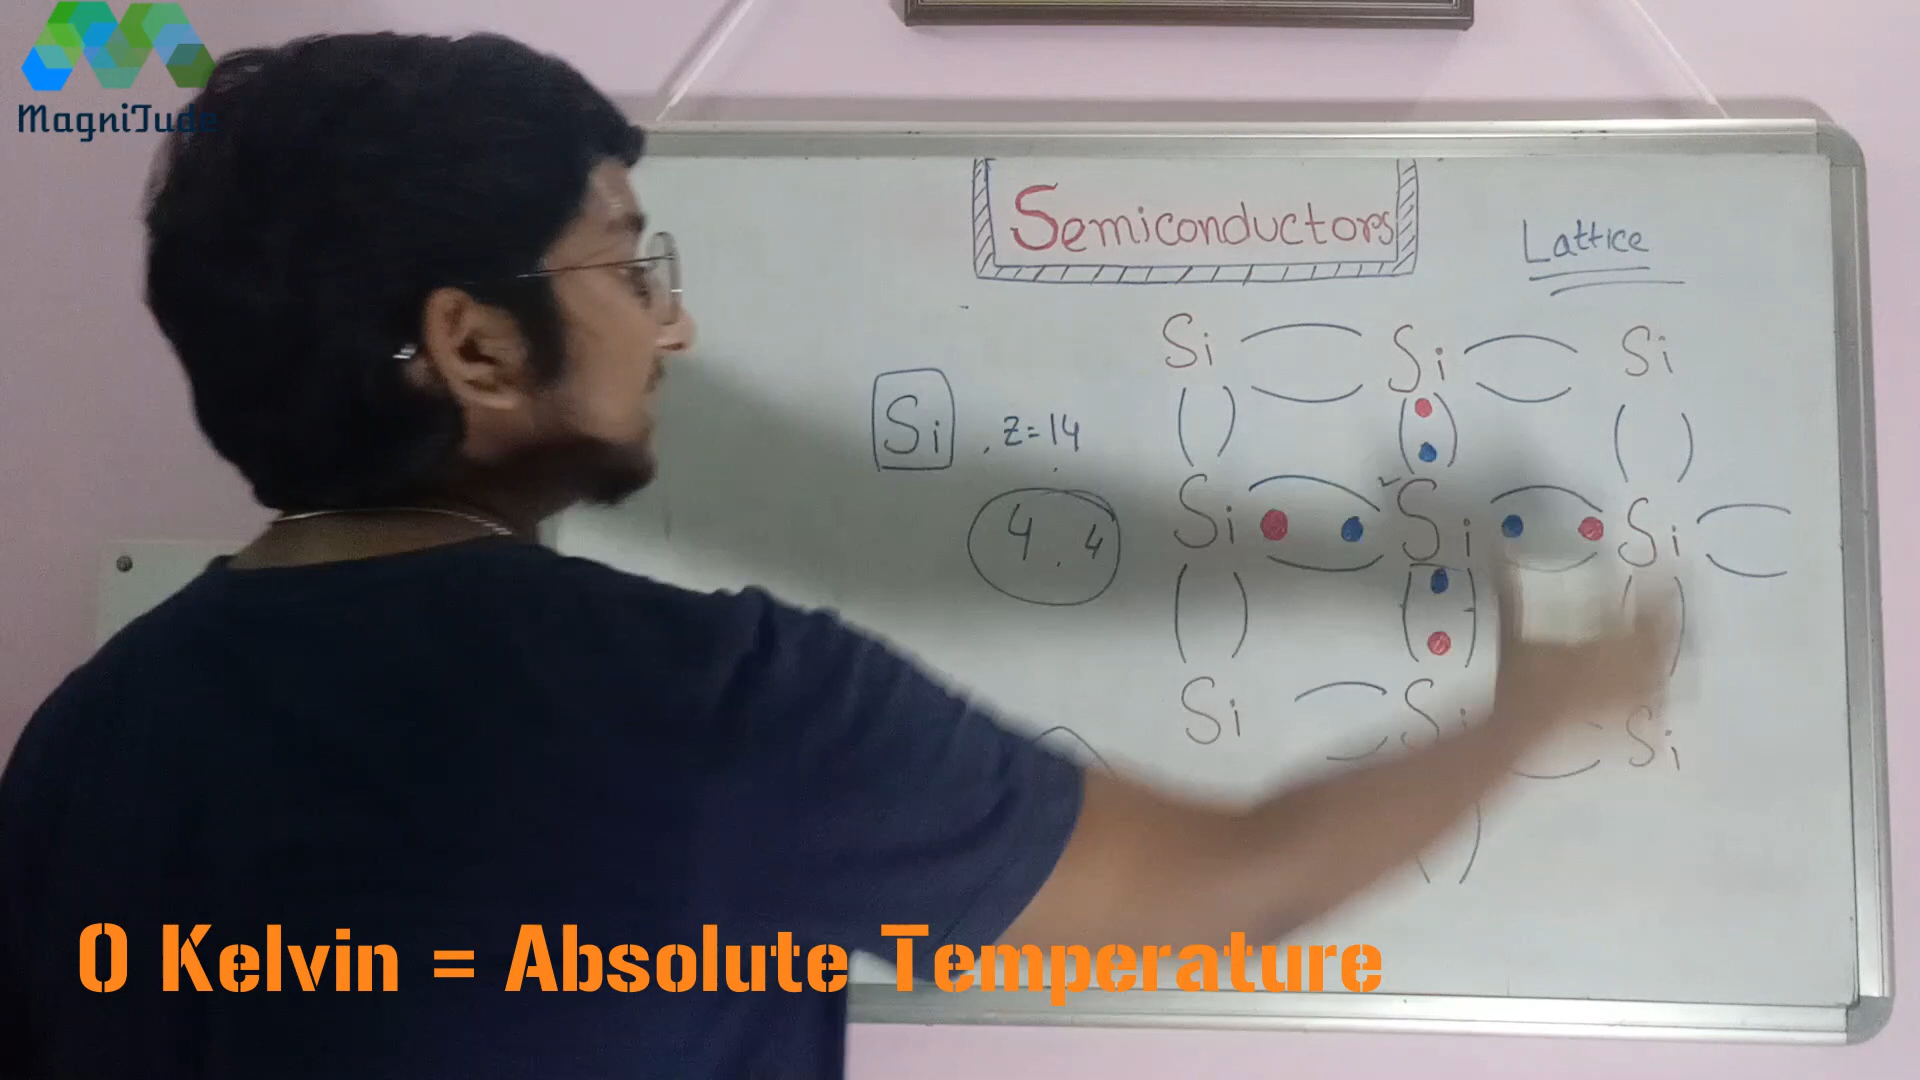 MagniTude
Semiconductors
Lattice
Si Si Si
Si , z=14
4 . 4
Si Si Si
Si Si Si
0 Kelvin = Absolute Temperature